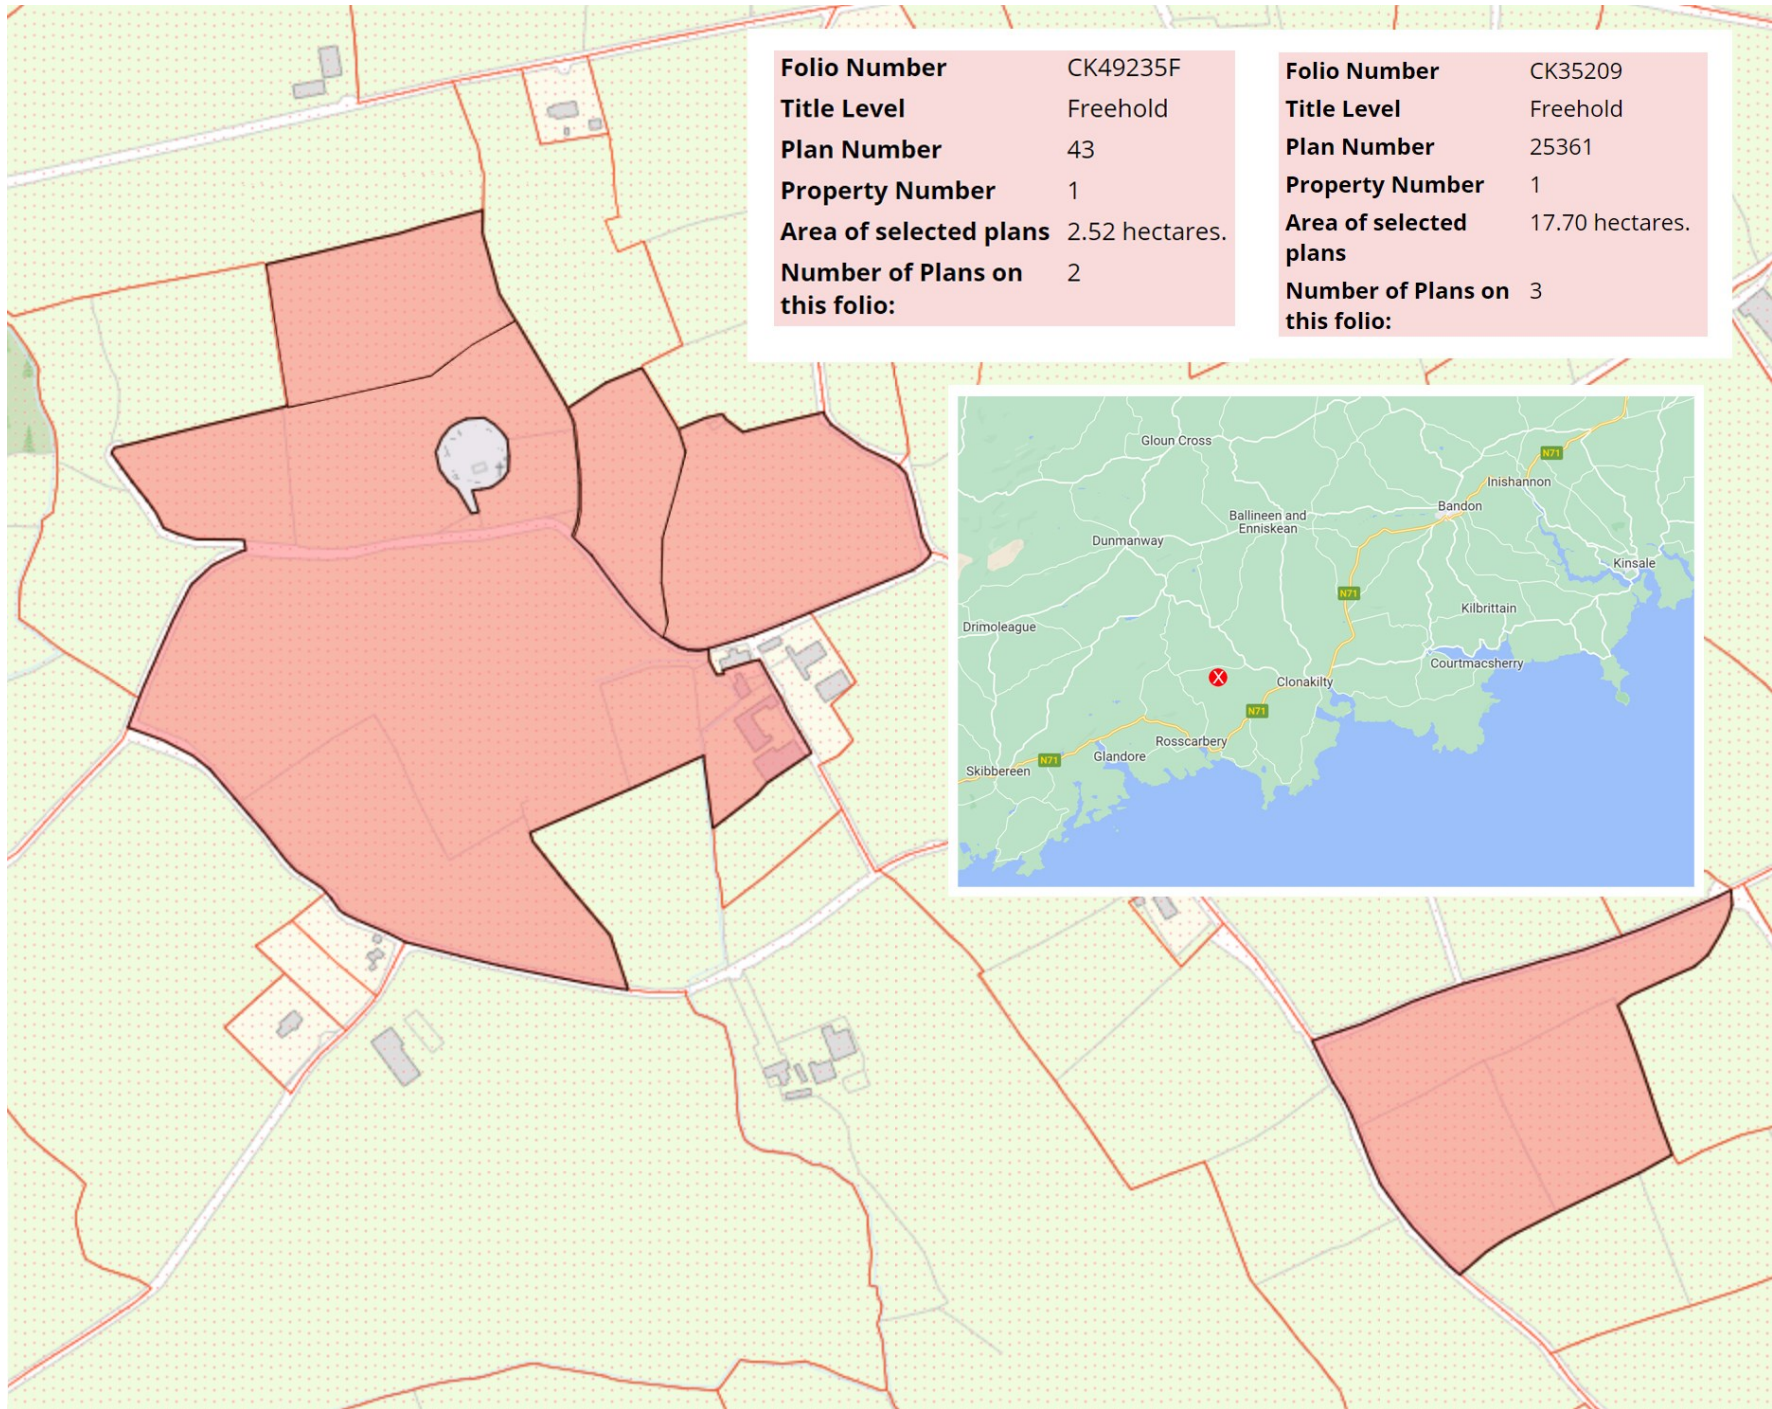 Folio Number CK49235F
Title Level Freehold
Plan Number 43
Property Number 1
Area of selected plans 2.52 hectares.
Number of Plans on 2
this folio:
Folio Number CK35209
Title Level Freehold
Plan Number 25361
Property Number 1
Area of selected 17.70 hectares.
plans
Number of Plans on 3
this folio:
Gloun Cross
N71
Inishannon
Bandon
Ballineen and
Enniskean
Dunmanway
Kinsale
N71
Kilbrittain
Drimoleague
Courtmacsherry
X
Clonakilty
N71
Rosscarbery
Glandore
N71
Skibbereen